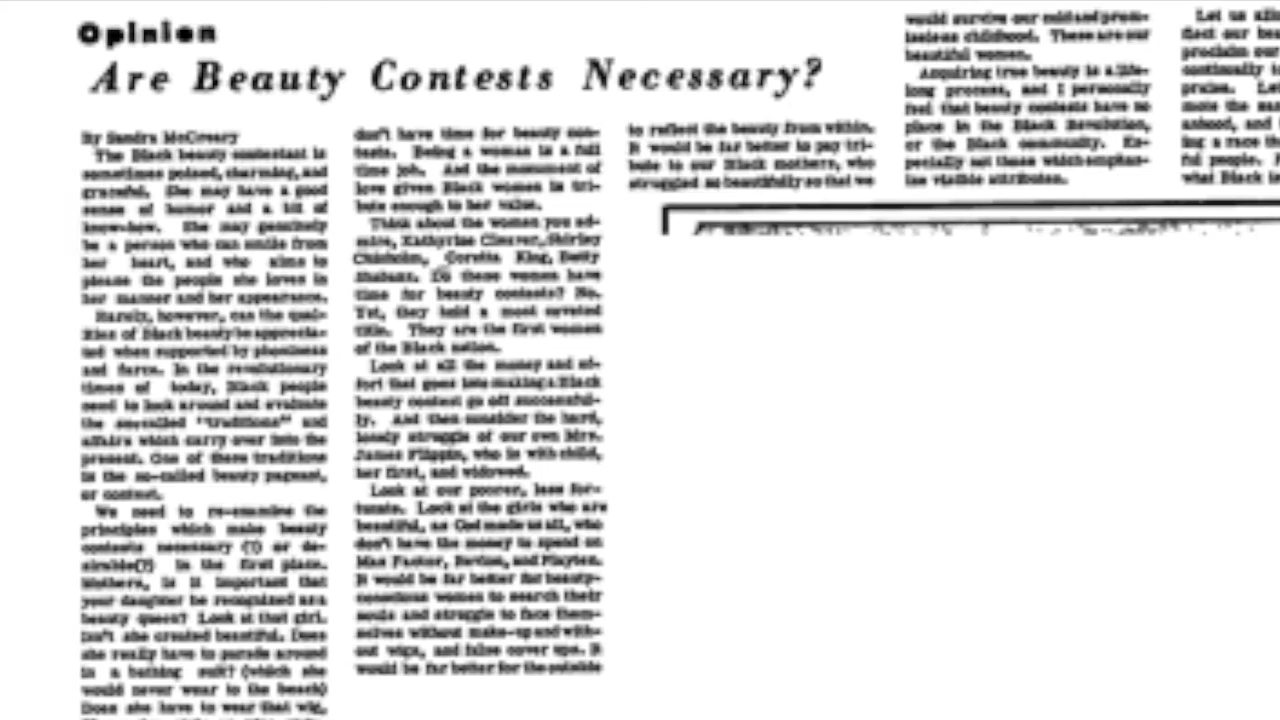 Opinion
Are Beauty Contests Necessary?
By Sandra McCreary
The Black beauty contestant is
sometimes poised, charming, and
graceful. She may have a good
sense of humor and a bit of
know-how. She may genuinely
be a person who can smile from
her heart, and who aims to
please the people she loves in
her manner and her appearance.
Rarely, however, can the qual-
ities of Black beauty be apprecia-
ted when supported by phoniness
and farce. In the revolutionary
times of today, Black people
need to look around and evaluate
the so-called "traditions" and
affairs which carry over into the
present. One of these traditions
is the so-called beauty pageant,
or contest.
We need to re-examine the
principles which make beauty
contests necessary (?) or de-
sirable(?) in the first place.
Mothers, is it important that
your daughter be recognized as a
beauty queen? Look at that girl.
Isn't she created beautiful. Does
she really have to parade around
in a bathing suit? (which she
would never wear to the beach)
Does she have to wear that wig,
don't have time for beauty con-
tests. Being a woman is a full
time job. And the monument of
love given Black women is tri-
bute enough to her value.
Think about the women you ad-
mire, Kathyrine Cleaver, Shirley
Chisholm, Coretta King, Betty
Shabazz. Do these women have
time for beauty contests? No.
Yet, they hold a most coveted
title. They are the first women
of the Black nation.
Look at all the money and ef-
fort that goes into making a Black
beauty contest go off successful-
ly. And then consider the hard,
lonely struggle of our own Mrs.
James Flippin, who is with child,
her first, and widowed.
Look at our poorer, less for-
tunate. Look at the girls who are
beautiful, as God made us all, who
don't have the money to spend on
Max Factor, Revlon, and Playtex.
It would be far better for beauty-
conscious women to search their
souls and struggle to face them-
selves without make-up and with-
out wigs, and false cover ups. It
would be far better for the outside
to reflect the beauty from within.
It would be far better to pay tri-
bute to our Black mothers, who
struggled so beautifully so that we
would survive our cold and prom-
iseless childhood. These are our
beautiful women.
Acquiring true beauty is a life-
long process, and I personally
feel that beauty contests have no
place in the Black Revolution,
or the Black community. Es-
pecially not those which emphas-
ize visible attributes.
Let us all
flect our bea
proclaim our
continually
praise. Let
mote the
and
ing a race
ful people.
what Black is